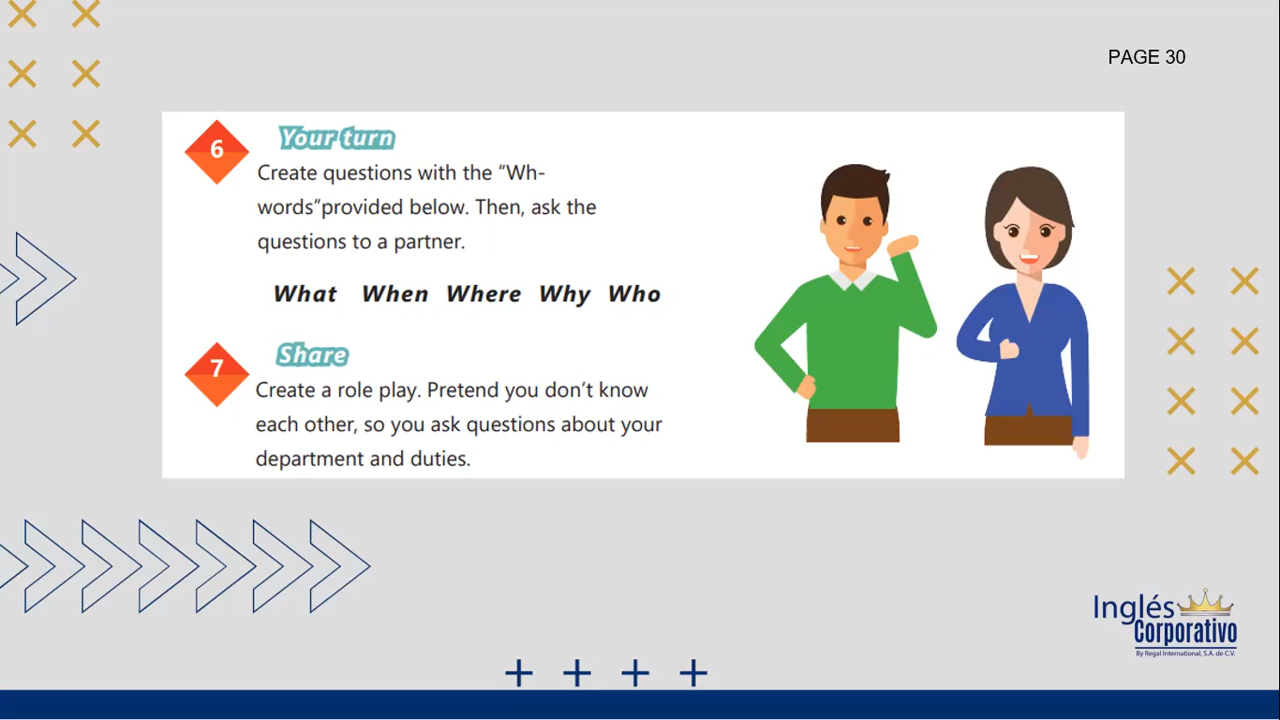 PAGE 30
6
Your turn
Create questions with the “Wh-
words”provided below. Then, ask the
questions to a partner.
What When Where Why Who
7
Share
Create a role play. Pretend you don’t know
each other, so you ask questions about your
department and duties.
Inglés
Corporativo
By Regal International, S.A. de C.V.